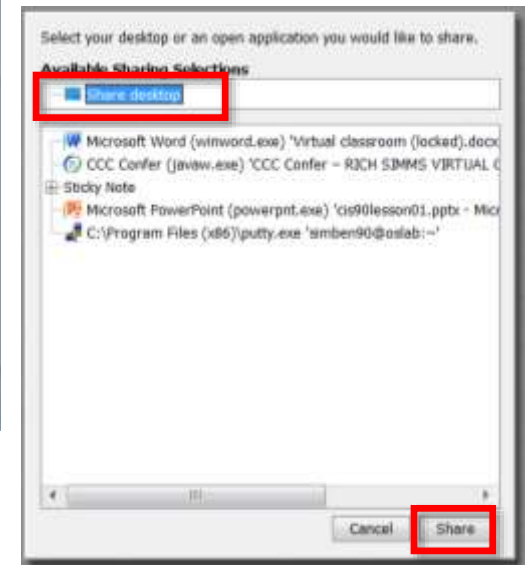 Select your desktop or an open application you would like to share.
Available Sharing Selections
Share desktop
Microsoft Word (winword.exe) 'Virtual classroom (locked).docx
CCC Confer (javaw.exe) 'CCC Confer – RICH SIMMS VIRTUAL
Sticky Note
Microsoft PowerPoint (powerpnt.exe) 'cis90lesson01.pptx - Micr
C:\Program Files (x86)\putty.exe 'simben90@oslab:~'
Cancel Share